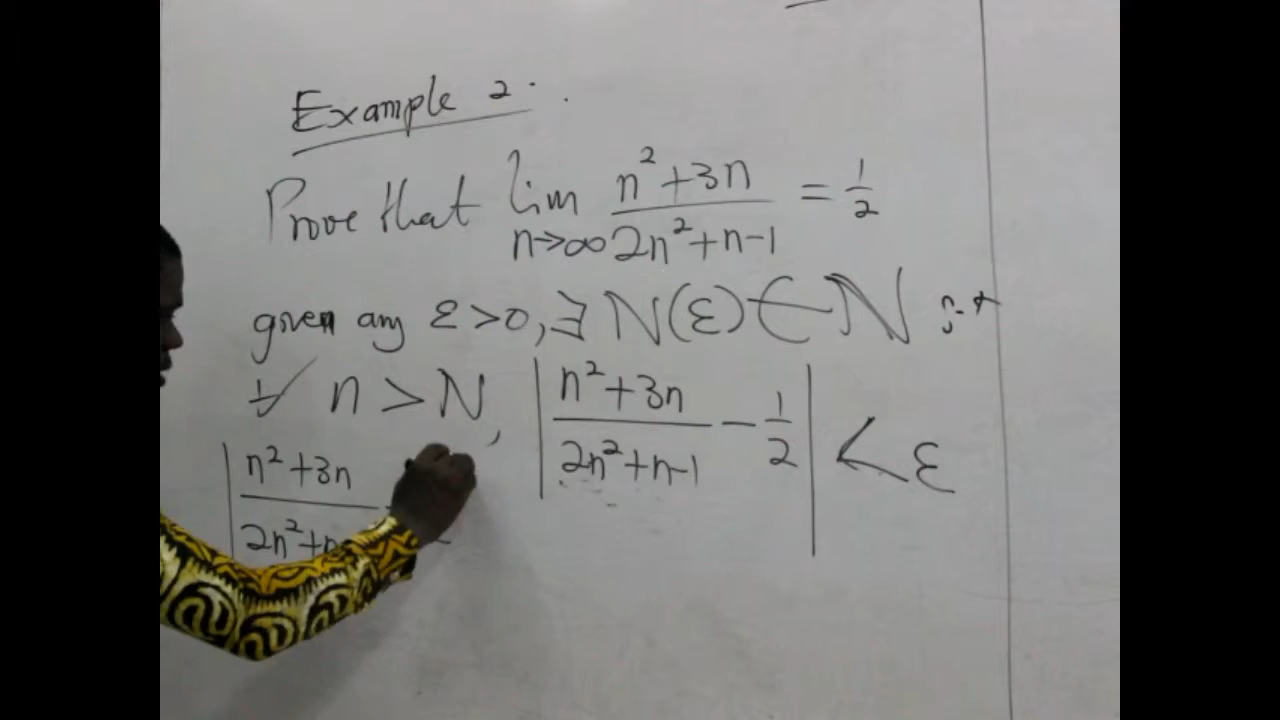 Example 2.
Prove that lim n→∞ (n² + 3n)/(2n² + n - 1) = 1/2
given any ε > 0, ∃ N(ε) ∈ ℕ s.t
∀ n > N, | (n² + 3n)/(2n² + n - 1) - 1/2 | < ε
| (n² + 3n)/(2n² + n